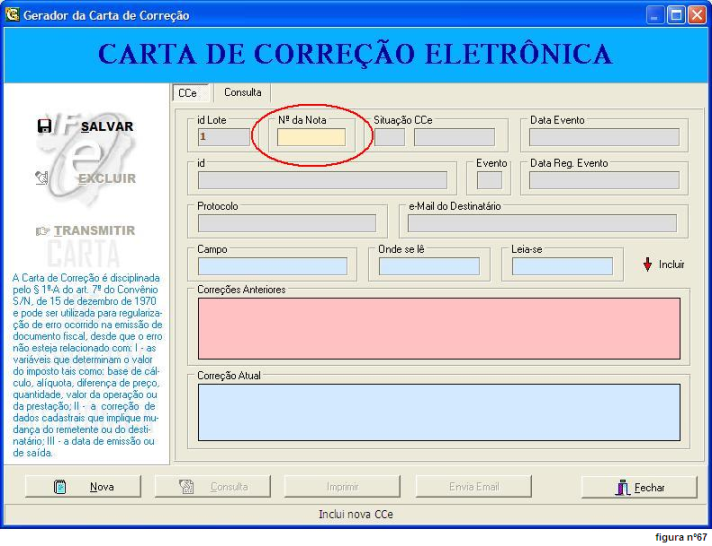 Gerador da Carta de Correção
CARTA DE CORREÇÃO ELETRÔNICA
CCe
Consulta
SALVAR
EXCLUIR
TRANSMITIR
CARTA
A Carta de Correção é disciplinada
pelo § 1º-A do art. 7º do Convênio
S/N, de 15 de dezembro de 1970
e pode ser utilizada para regulariza-
ção de erro ocorrido na emissão de
documento fiscal, desde que o erro
não esteja relacionado com: I - as
variáveis que determinam o valor
do imposto tais como: base de cál-
culo, alíquota, diferença de preço,
quantidade, valor da operação ou
da prestação; II - a correção de
dados cadastrais que implique mu-
dança do remetente ou do desti-
natário; III - a data de emissão ou
de saída.
id Lote
1
Nº da Nota
Situação CCe
Data Evento
id
Evento
Data Reg. Evento
Protocolo
e-Mail do Destinatário
Campo
Onde se lê
Leia-se
Incluir
Correções Anteriores
Correção Atual
Nova
Consulta
Imprimir
Envia Email
Fechar
Inclui nova CCe
figura nº67